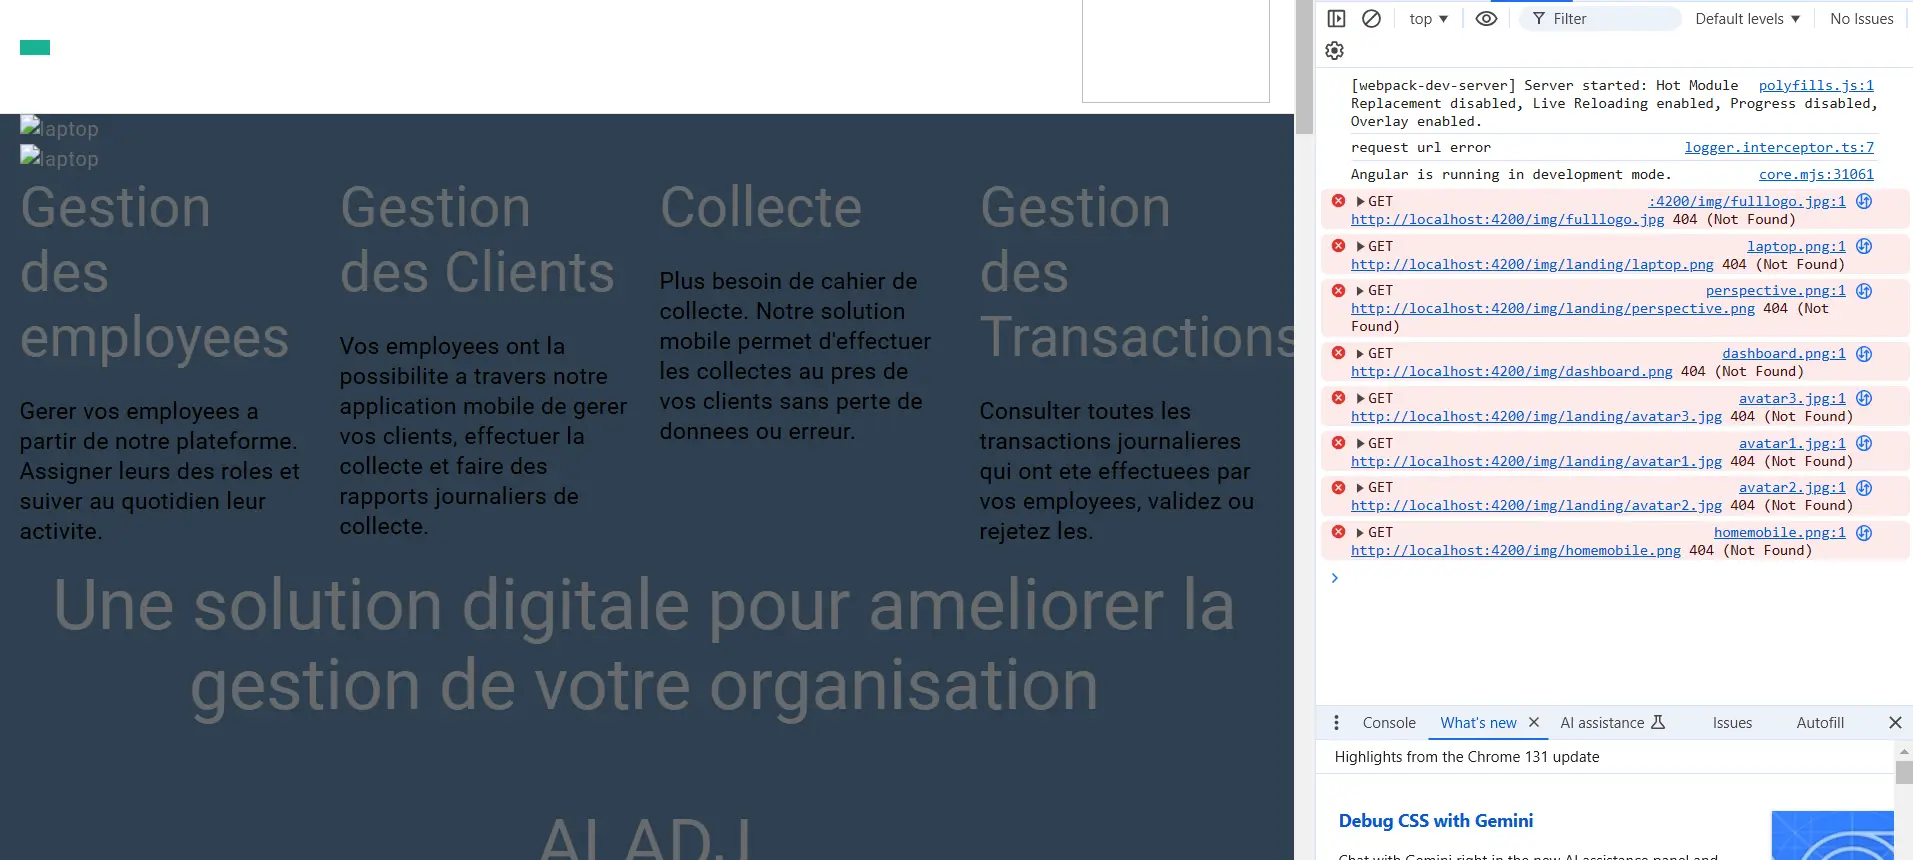 laptop
laptop
Gestion
des
employees
Gerer vos employees a
partir de notre plateforme.
Assigner leurs des roles et
suiver au quotidien leur
activite.
Gestion
des Clients
Vos employees ont la
possibilite a travers notre
application mobile de gerer
vos clients, effectuer la
collecte et faire des
rapports journaliers de
collecte.
Collecte
Plus besoin de cahier de
collecte. Notre solution
mobile permet d'effectuer
les collectes au pres de
vos clients sans perte de
donnees ou erreur.
Gestion
des
Transactions
Consulter toutes les
transactions journalieres
qui ont ete effectuees par
vos employees, validez ou
rejetez les.
Une solution digitale pour ameliorer la
gestion de votre organisation
top
Filter
Default levels
No Issues
[webpack-dev-server] Server started: Hot Module polyfills.js:1
Replacement disabled, Live Reloading enabled, Progress disabled,
Overlay enabled.
request url error logger.interceptor.ts:7
Angular is running in development mode. core.mjs:31061
GET :4200/img/fulllogo.jpg:1
http://localhost:4200/img/fulllogo.jpg 404 (Not Found)
GET laptop.png:1
http://localhost:4200/img/landing/laptop.png 404 (Not Found)
GET perspective.png:1
http://localhost:4200/img/landing/perspective.png 404 (Not
Found)
GET dashboard.png:1
http://localhost:4200/img/dashboard.png 404 (Not Found)
GET avatar3.jpg:1
http://localhost:4200/img/landing/avatar3.jpg 404 (Not Found)
GET avatar1.jpg:1
http://localhost:4200/img/landing/avatar1.jpg 404 (Not Found)
GET avatar2.jpg:1
http://localhost:4200/img/landing/avatar2.jpg 404 (Not Found)
GET homemobile.png:1
http://localhost:4200/img/homemobile.png 404 (Not Found)
Console
What's new
AI assistance
Issues
Autofill
Highlights from the Chrome 131 update
Debug CSS with Gemini
Chat with Gemini right in the new AI assistance panel and